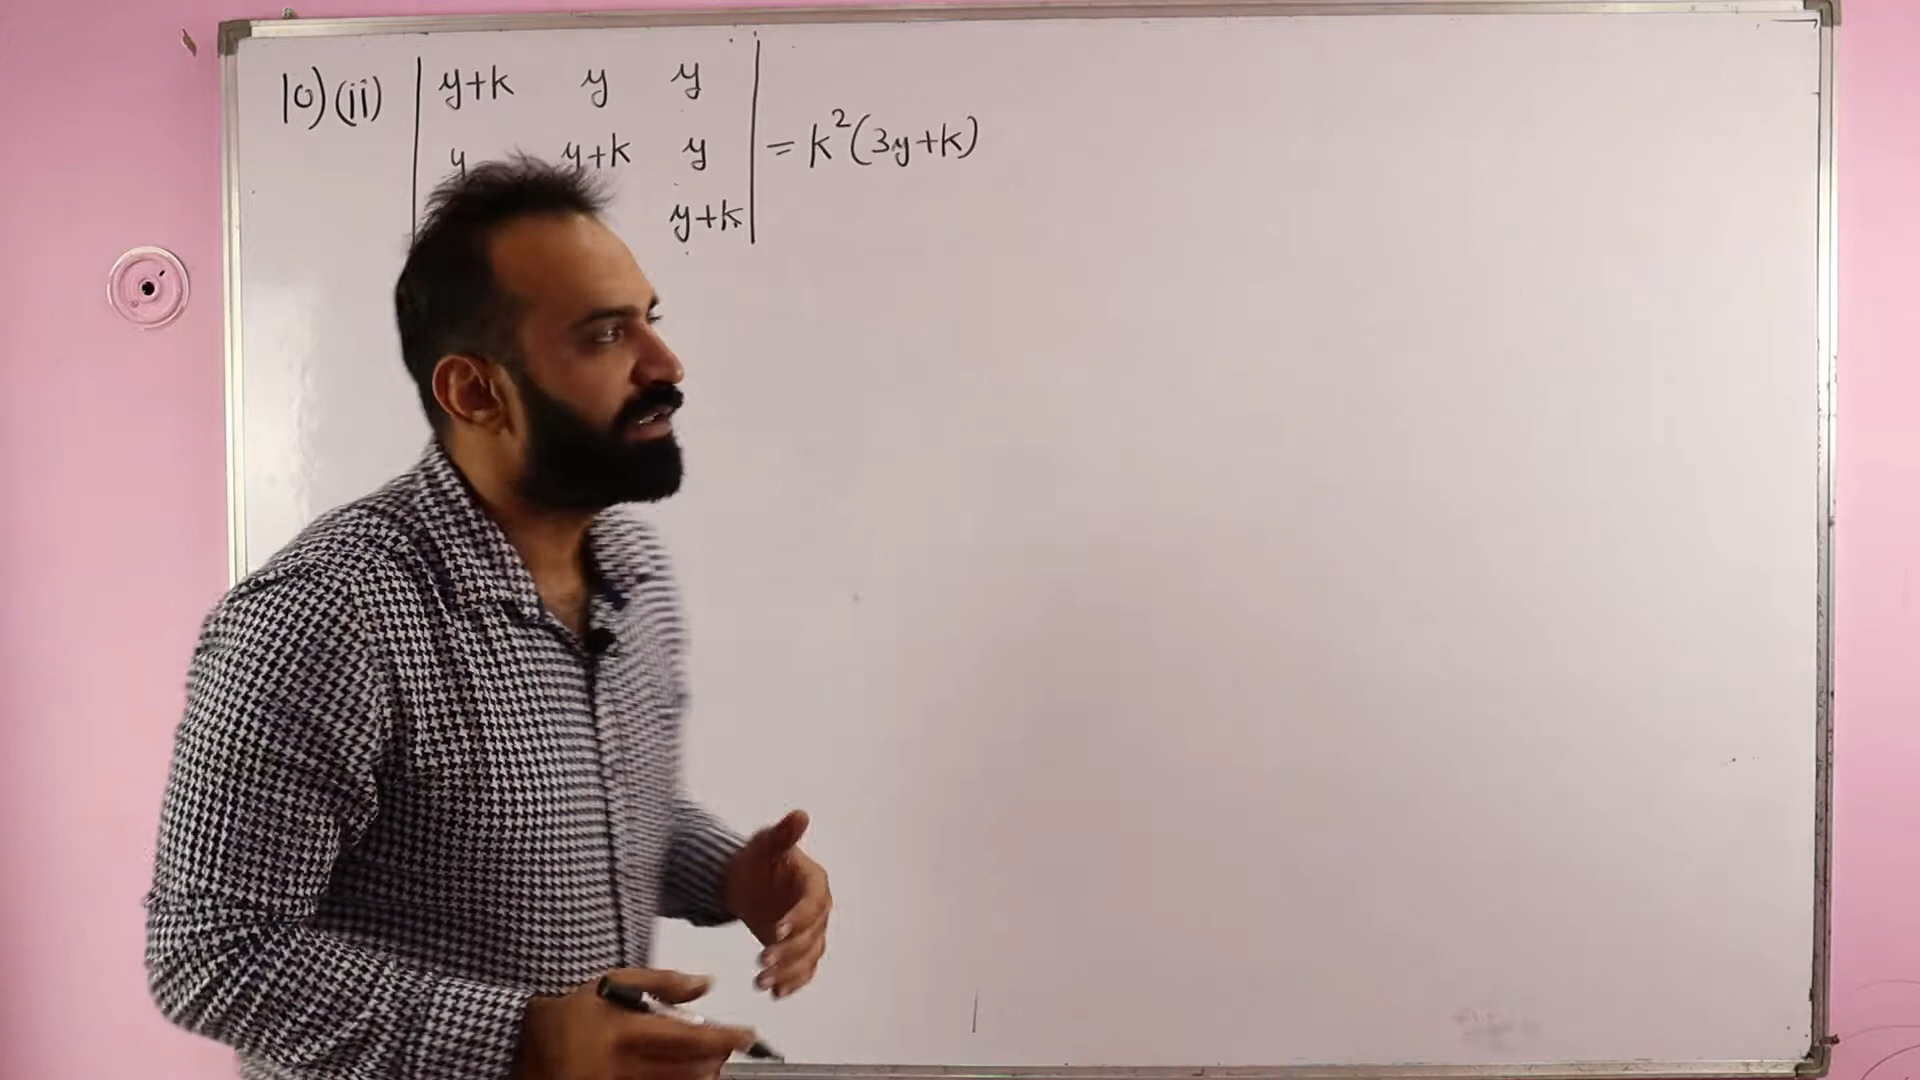 10) (ii) | y+k y y |
| y y+k y | = k²(3y+k)
| y+k |